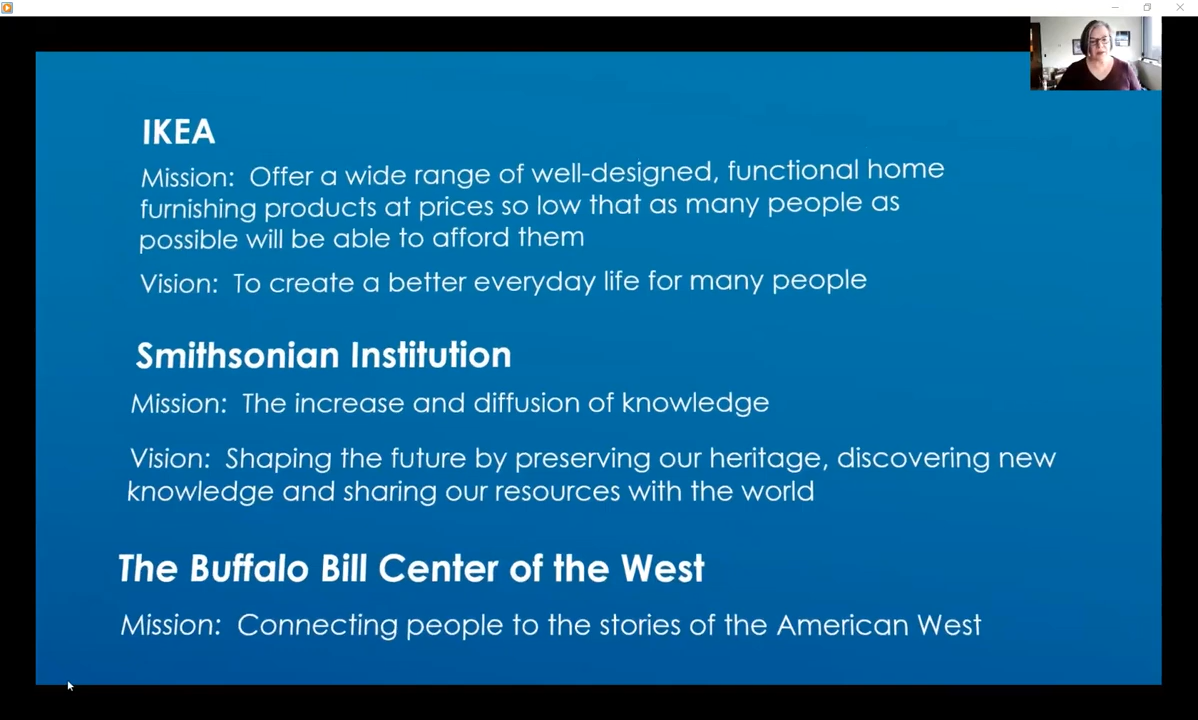 IKEA
Mission: Offer a wide range of well-designed, functional home
furnishing products at prices so low that as many people as
possible will be able to afford them
Vision: To create a better everyday life for many people
Smithsonian Institution
Mission: The increase and diffusion of knowledge
Vision: Shaping the future by preserving our heritage, discovering new
knowledge and sharing our resources with the world
The Buffalo Bill Center of the West
Mission: Connecting people to the stories of the American West